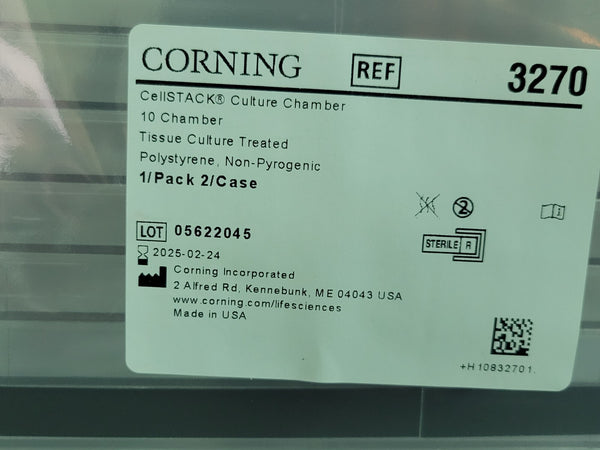 CORNING REF 3270
CellSTACK® Culture Chamber
10 Chamber
Tissue Culture Treated
Polystyrene, Non-Pyrogenic
1/Pack 2/Case
2
STERILE R
LOT 05622045
2025-02-24
Corning Incorporated
2 Alfred Rd, Kennebunk, ME 04043 USA
www.corning.com/lifesciences
Made in USA
+H10832701.